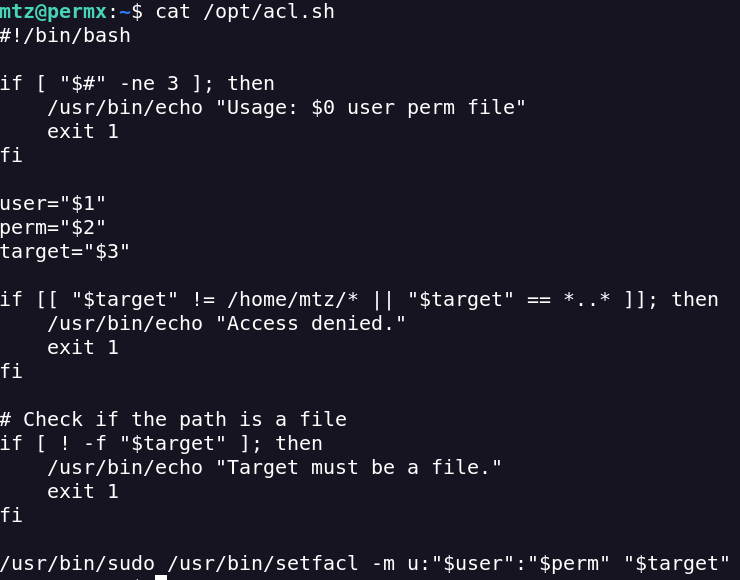 mtz@permx:~$ cat /opt/acl.sh
#!/bin/bash

if [ "$#" -ne 3 ]; then
    /usr/bin/echo "Usage: $0 user perm file"
    exit 1
fi

user="$1"
perm="$2"
target="$3"

if [[ "$target" != /home/mtz/* || "$target" == *..* ]]; then
    /usr/bin/echo "Access denied."
    exit 1
fi

# Check if the path is a file
if [ ! -f "$target" ]; then
    /usr/bin/echo "Target must be a file."
    exit 1
fi

/usr/bin/sudo /usr/bin/setfacl -m u:"$user":"$perm" "$target"